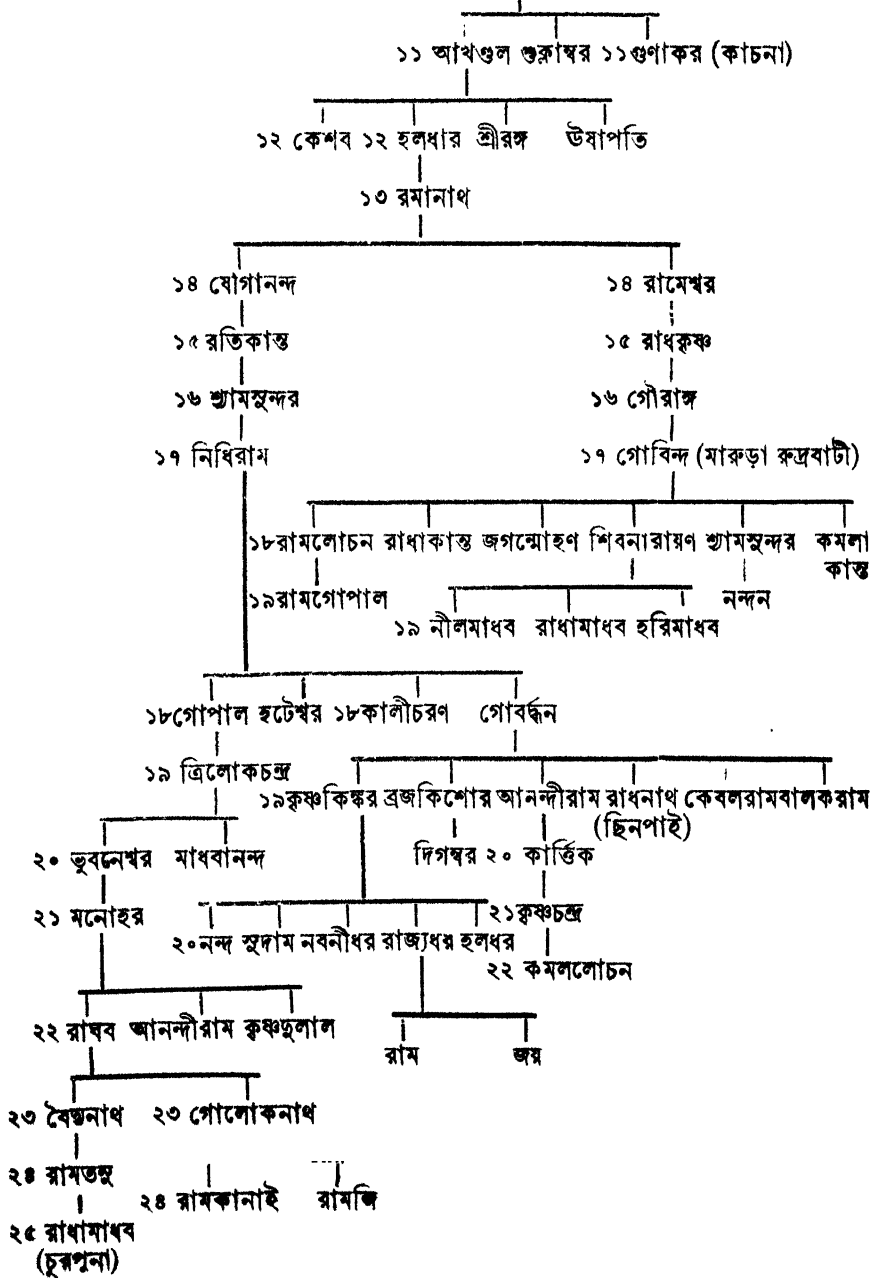 ১১ আখণ্ডল শুক্লাম্বর ১১গুণাকর (কাচনা)
১২ কেশব ১২ হলধার শ্রীরঙ্গ ঊষাপতি
১৩ রমানাথ
১৪ যোগানন্দ ১৪ রামেশ্বর
১৫ রতিকান্ত ১৫ রাধকৃষ্ণ
১৬ শ্যামসুন্দর ১৬ গৌরাঙ্গ
১৭ নিধিরাম ১৭ গোবিন্দ (মারুড়া রুদ্রবাটী)
১৮রামলোচন রাধাকান্ত জগন্মোহণ শিবনারায়ণ শ্যামসুন্দর কমলা
কান্ত
১৯রামগোপাল নন্দন
১৯ নীলমাধব রাধামাধব হরিমাধব
১৮গোপাল হটেশ্বর ১৮কালীচরণ গোবর্দ্ধন
১৯ ত্রিলোকচন্দ্র
১৯কৃষ্ণকিঙ্কর ব্রজকিশোর আনন্দীরাম রাধনাথ কেবলরামবালকরাম
(ছিনপাই)
২০ ভুবনেশ্বর মাধবানন্দ দিগম্বর ২০ কার্ত্তিক
২১ মনোহর ২১কৃষ্ণচন্দ্র
২০নন্দ সুদাম নবনীধর রাজ্যধয় হলধর
২২ কমললোচন
২২ রাঘব আনন্দীরাম কৃষ্ণদুলাল
রাম জয়
২৩ বৈদ্যনাথ ২৩ গোলোকনাথ
২৪ রামতনু
২৪ রামকানাই রামজি
২৫ রাধামাধব
(চুরপুনা)